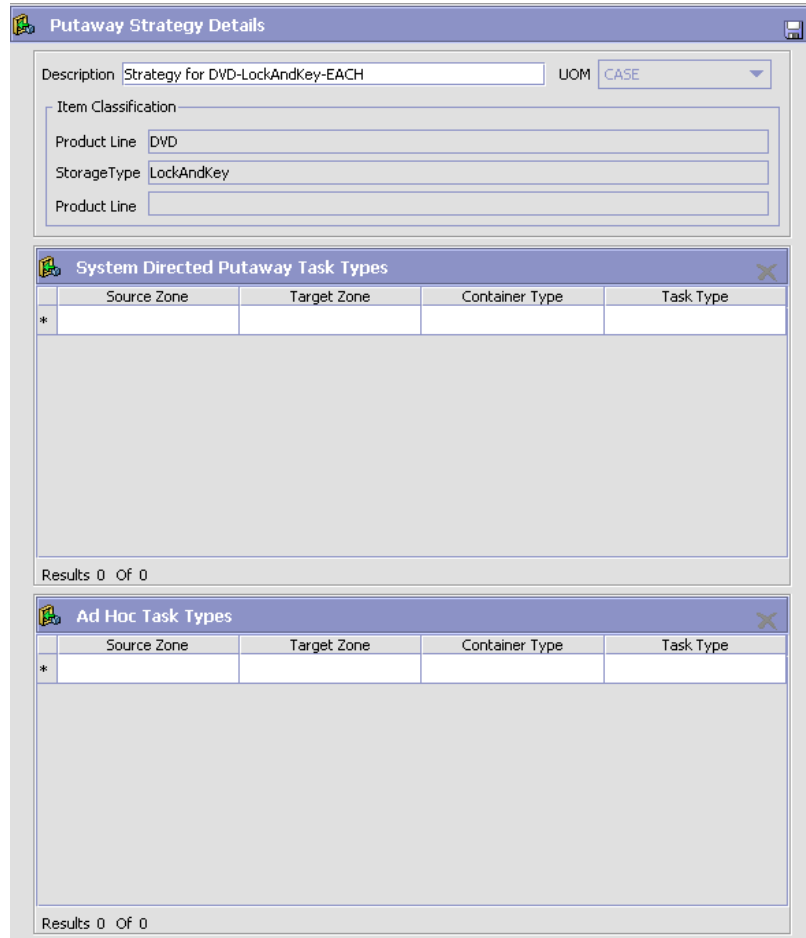 Putaway Strategy Details
Description Strategy for DVD-LockAndKey-EACH UOM CASE
Item Classification
Product Line DVD
StorageType LockAndKey
Product Line
System Directed Putaway Task Types
Source Zone Target Zone Container Type Task Type
*
Results 0 Of 0
Ad Hoc Task Types
Source Zone Target Zone Container Type Task Type
*
Results 0 Of 0